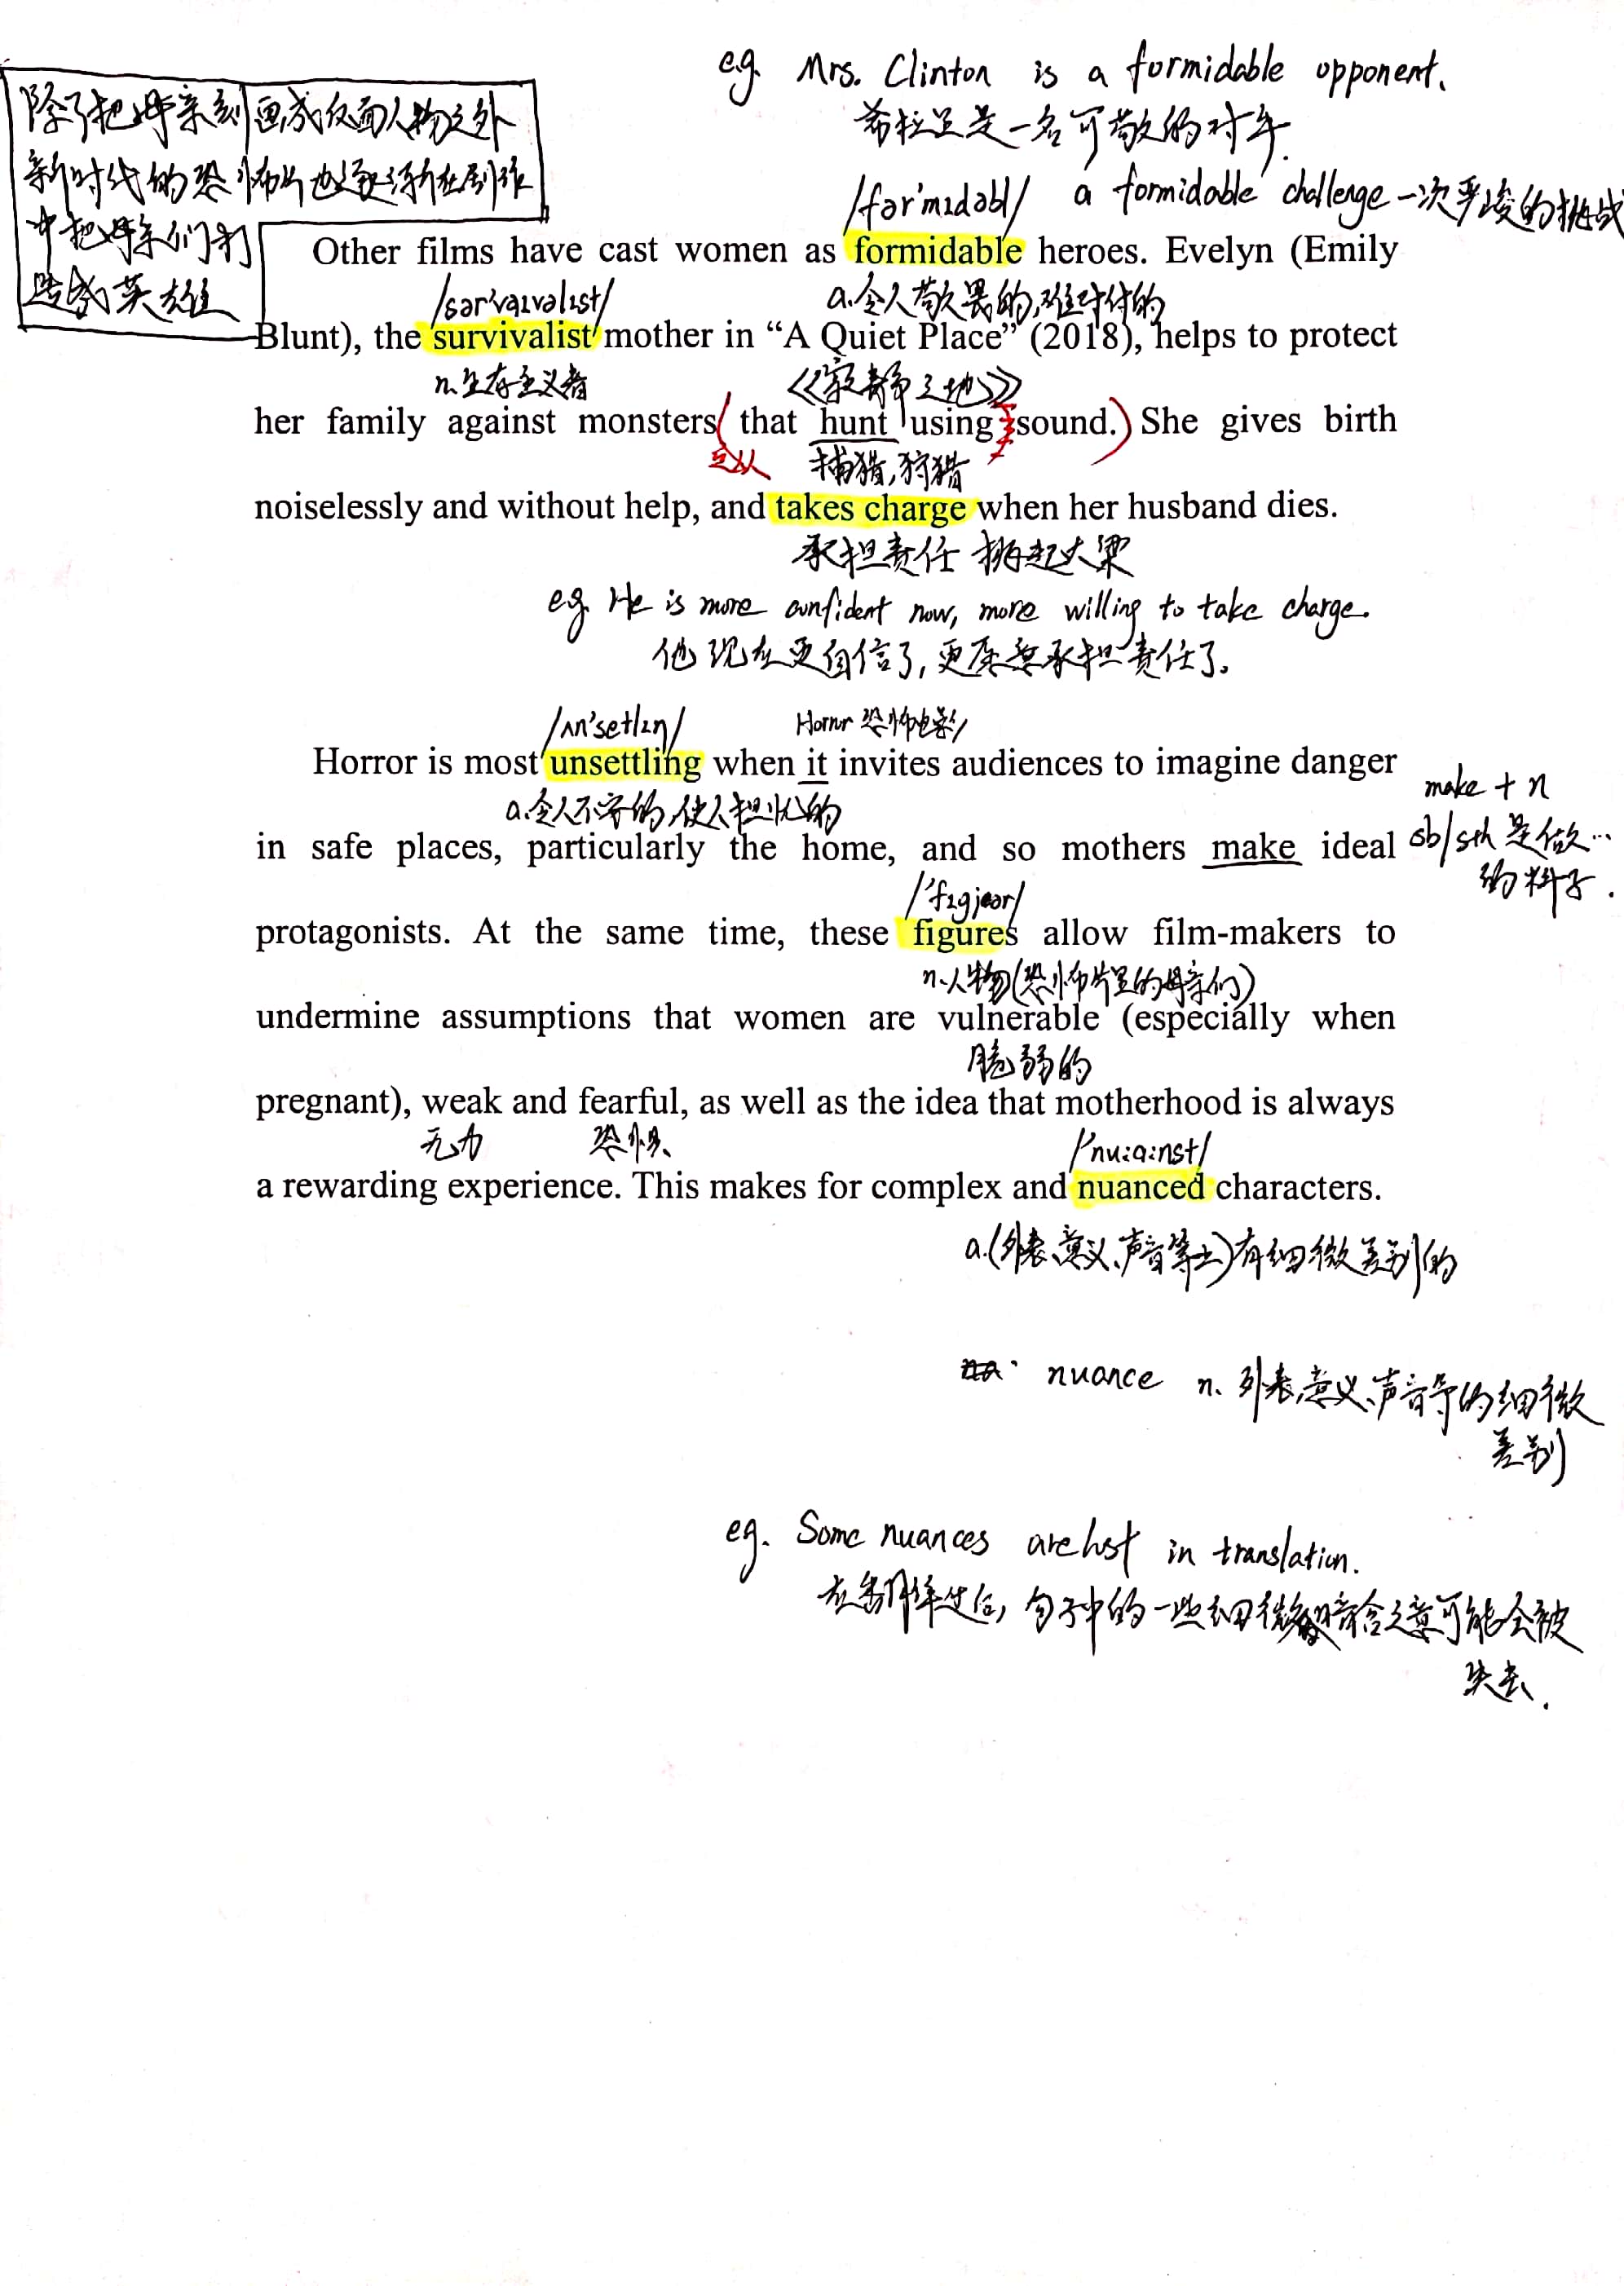 e.g. Mrs. Clinton is a formidable opponent.
希拉里是一名可敬的对手.
除了把母亲刻画成反面人物之外
新时代的恐怖片也逐渐在剧作
中把母亲们打
造成英雄
/fərˈmɪdəbl/ a formidable challenge 一次严峻的挑战
Other films have cast women as formidable heroes. Evelyn (Emily
/sərˈvaɪvəlɪst/ a.令人敬畏的,难对付的
Blunt), the survivalist mother in “A Quiet Place” (2018), helps to protect
n.生存主义者 《寂静之地》
her family against monsters ( that hunt using sound.) She gives birth
定从 捕猎,狩猎
noiselessly and without help, and takes charge when her husband dies.
承担责任 挑起大梁
e.g. He is more confident now, more willing to take charge.
他现在更自信了,更愿意承担责任了。
/ʌnˈsetlɪŋ/ Horror 恐怖电影
Horror is most unsettling when it invites audiences to imagine danger
a.令人不安的,使人担忧的
make + n
in safe places, particularly the home, and so mothers make ideal
sb/sth 是做...
的料子.
/ˈfɪgjər/
protagonists. At the same time, these figures allow film-makers to
n.人物(恐怖片里的母亲们)
undermine assumptions that women are vulnerable (especially when
脆弱的
pregnant), weak and fearful, as well as the idea that motherhood is always
无力 恐惧
/ˈnuːɑːnst/
a rewarding experience. This makes for complex and nuanced characters.
a.(外表、意义、声音等上)有细微差别的
nuance n. 外表,意义、声音等的细微
差别
eg. Some nuances are lost in translation.
在翻译过后, 句子中的一些细微暗含之意可能会被
失去.